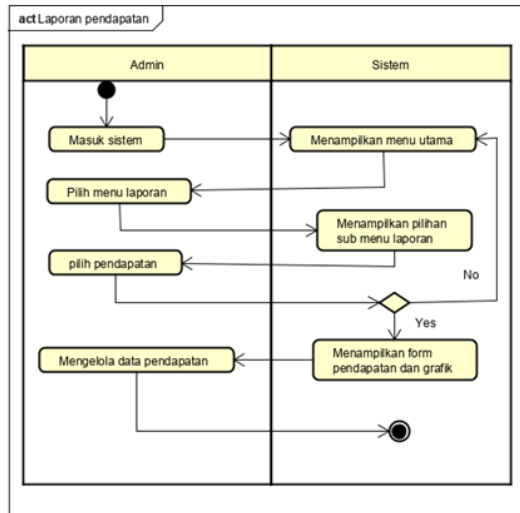 act Laporan pendapatan
Admin
Sistem
Masuk sistem
Menampilkan menu utama
Pilih menu laporan
Menampilkan pilihan
sub menu laporan
pilih pendapatan
No
Yes
Mengelola data pendapatan
Menampilkan form
pendapatan dan grafik